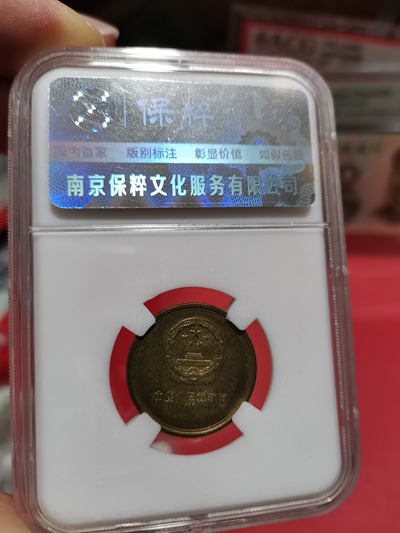 保粹
国内首家 版别标注 彰显价值 如假包赔
南京保粹文化服务有限公司
中华人民共和国